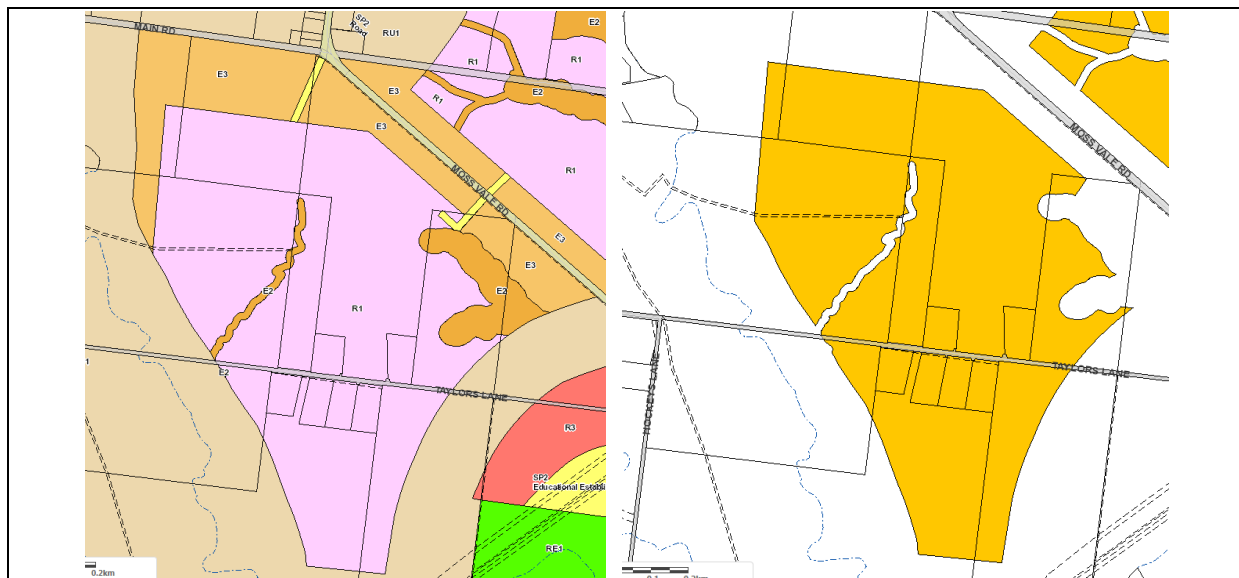 MAIN RD
SP2
Road
RU1
E2
R1
R1
E3
E3
R1
E2
E3
R1
MOSS VALE RD
E3
E3
E2
E2
R1
E2
TAYLORS LANE
R3
SP2
Educational Establi
RE1
0.2km
MOSS VALE RD
TAYLORS LANE
HOCKEYS LANE